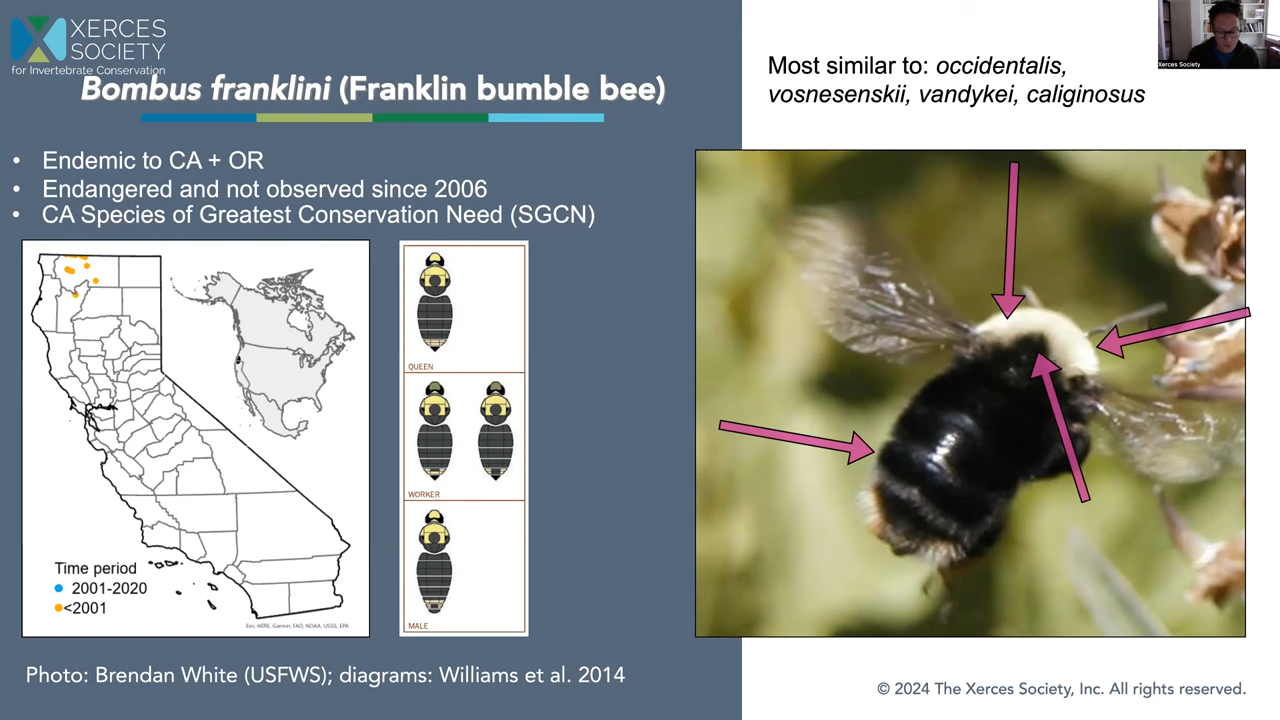 XERCES
SOCIETY
for Invertebrate Conservation
Bombus franklini (Franklin bumble bee)
• Endemic to CA + OR
• Endangered and not observed since 2006
• CA Species of Greatest Conservation Need (SGCN)
Time period
2001-2020
<2001
Esri, HERE, Garmin, FAO, NOAA, USGS, EPA
QUEEN
WORKER
MALE
Photo: Brendan White (USFWS); diagrams: Williams et al. 2014
Most similar to: occidentalis,
vosnesenskii, vandykei, caliginosus
Xerces Society
© 2024 The Xerces Society, Inc. All rights reserved.